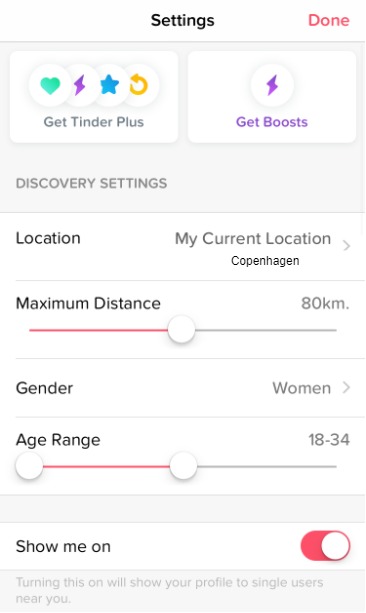 Settings
Done
Get Tinder Plus
Get Boosts
DISCOVERY SETTINGS
Location
My Current Location
Copenhagen
Maximum Distance
80km.
Gender
Women
Age Range
18-34
Show me on
Turning this on will show your profile to single users
near you.